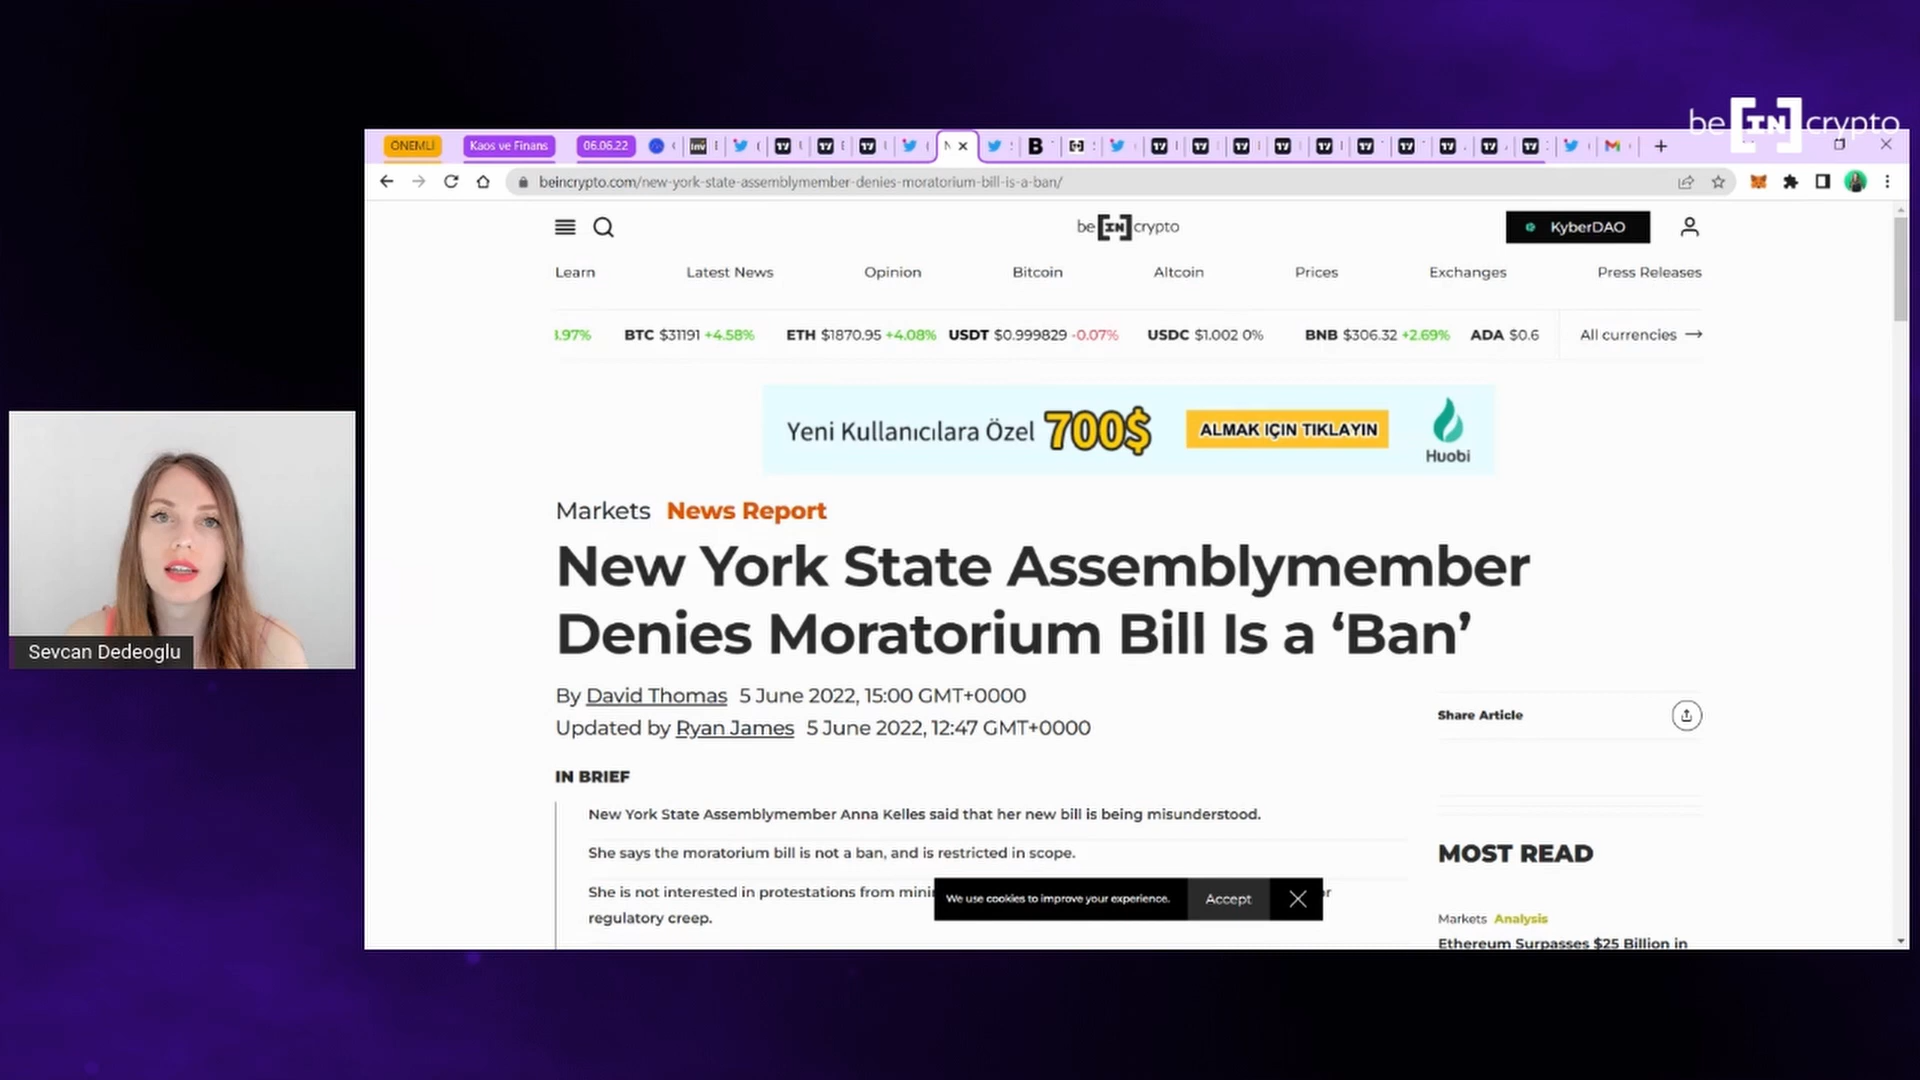 be[IN]crypto
ÖNEMLİ
Kaos ve Finans
06.06.22
beincrypto.com/new-york-state-assemblymember-denies-moratorium-bill-is-a-ban/
be[IN]crypto
KyberDAO
Learn
Latest News
Opinion
Bitcoin
Altcoin
Prices
Exchanges
Press Releases
BTC $31191 +4.58%
ETH $1870.95 +4.08%
USDT $0.999829 -0.07%
USDC $1.002 0%
BNB $306.32 +2.69%
ADA $0.6
All currencies →
Yeni Kullanıcılara Özel 700$
ALMAK IÇIN TIKLAYIN
Huobi
Markets News Report
New York State Assemblymember
Denies Moratorium Bill Is a ‘Ban’
By David Thomas 5 June 2022, 15:00 GMT+0000
Updated by Ryan James 5 June 2022, 12:47 GMT+0000
Share Article
IN BRIEF
New York State Assemblymember Anna Kelles said that her new bill is being misunderstood.
She says the moratorium bill is not a ban, and is restricted in scope.
She is not interested in protestations from
regulatory creep.
We use cookies to improve your experience.
Accept
MOST READ
Markets Analysis
Ethereum Surpasses $25 Billion in
Sevcan Dedeoglu